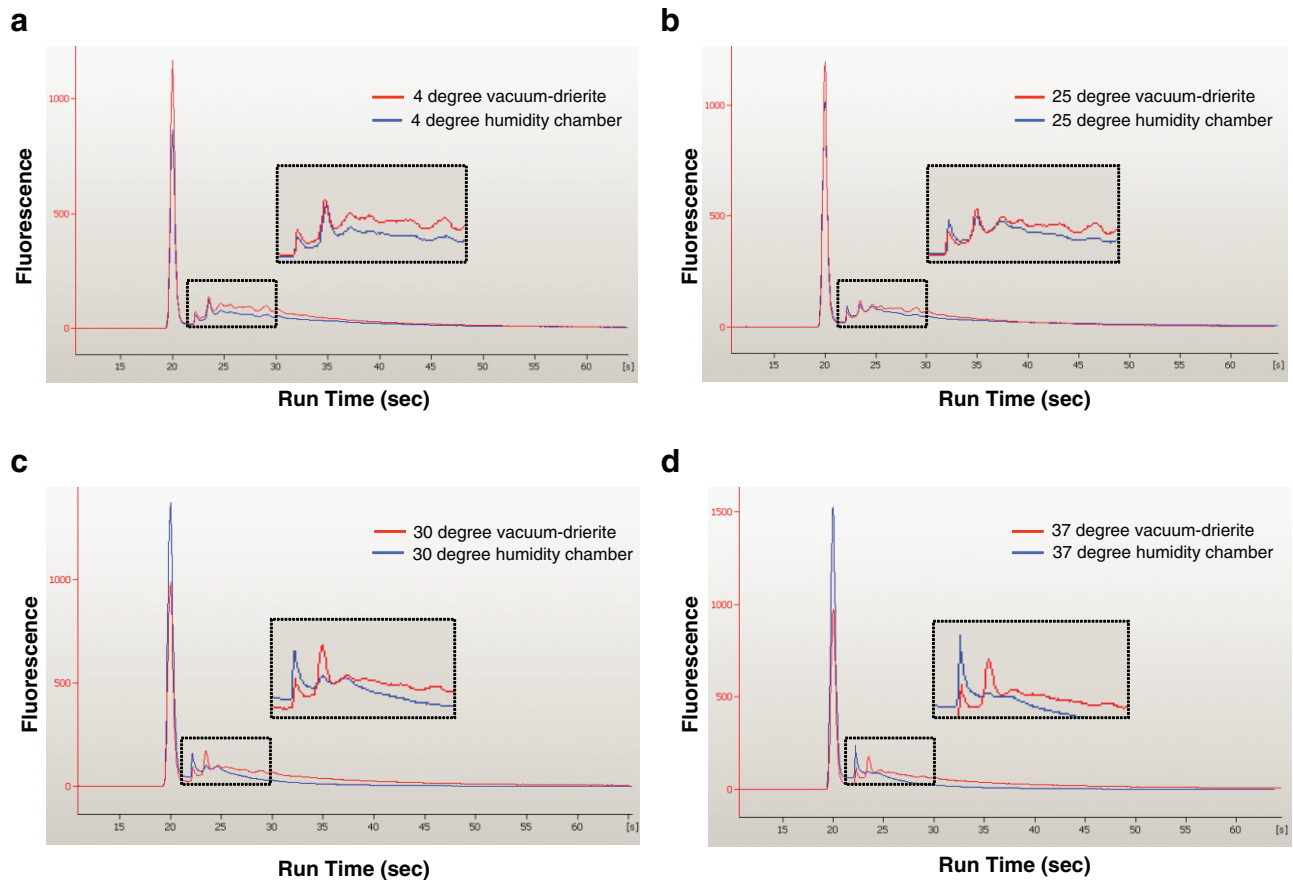 a
Fluorescence
1000
500
0
4 degree vacuum-drierite
4 degree humidity chamber
15 20 25 30 35 40 45 50 55 60 [s]
Run Time (sec)
b
Fluorescence
1000
500
0
25 degree vacuum-drierite
25 degree humidity chamber
15 20 25 30 35 40 45 50 55 60 [s]
Run Time (sec)
c
Fluorescence
1000
500
0
30 degree vacuum-drierite
30 degree humidity chamber
15 20 25 30 35 40 45 50 55 60 [s]
Run Time (sec)
d
Fluorescence
1500
1000
500
0
37 degree vacuum-drierite
37 degree humidity chamber
15 20 25 30 35 40 45 50 55 60 [s]
Run Time (sec)